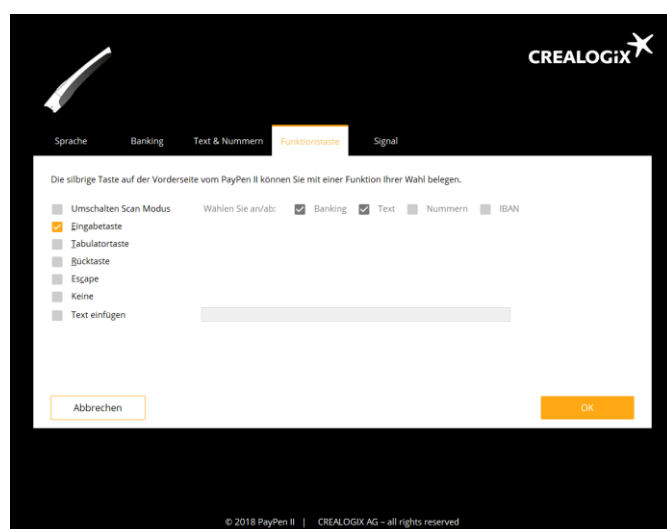 CREALOGIX
Sprache Banking Text & Nummern Funktionstaste Signal
Die silbrige Taste auf der Vorderseite vom PayPen II können Sie mit einer Funktion Ihrer Wahl belegen.
Umschalten Scan Modus Wählen Sie an/ab: Banking Text Nummern IBAN
Eingabetaste
Tabulatortaste
Rücktaste
Escape
Keine
Text einfügen
Abbrechen OK
© 2018 PayPen II | CREALOGIX AG – all rights reserved